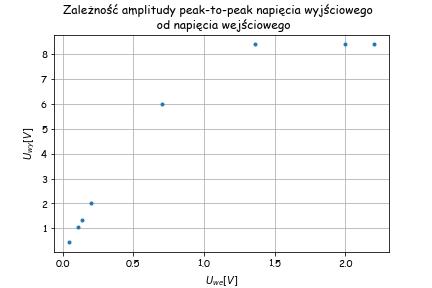 Zależność amplitudy peak-to-peak napięcia wyjściowego
od napięcia wejściowego
8
7
6
5
4
3
2
1
U_wy[V]
0.0 0.5 1.0 1.5 2.0
U_we[V]